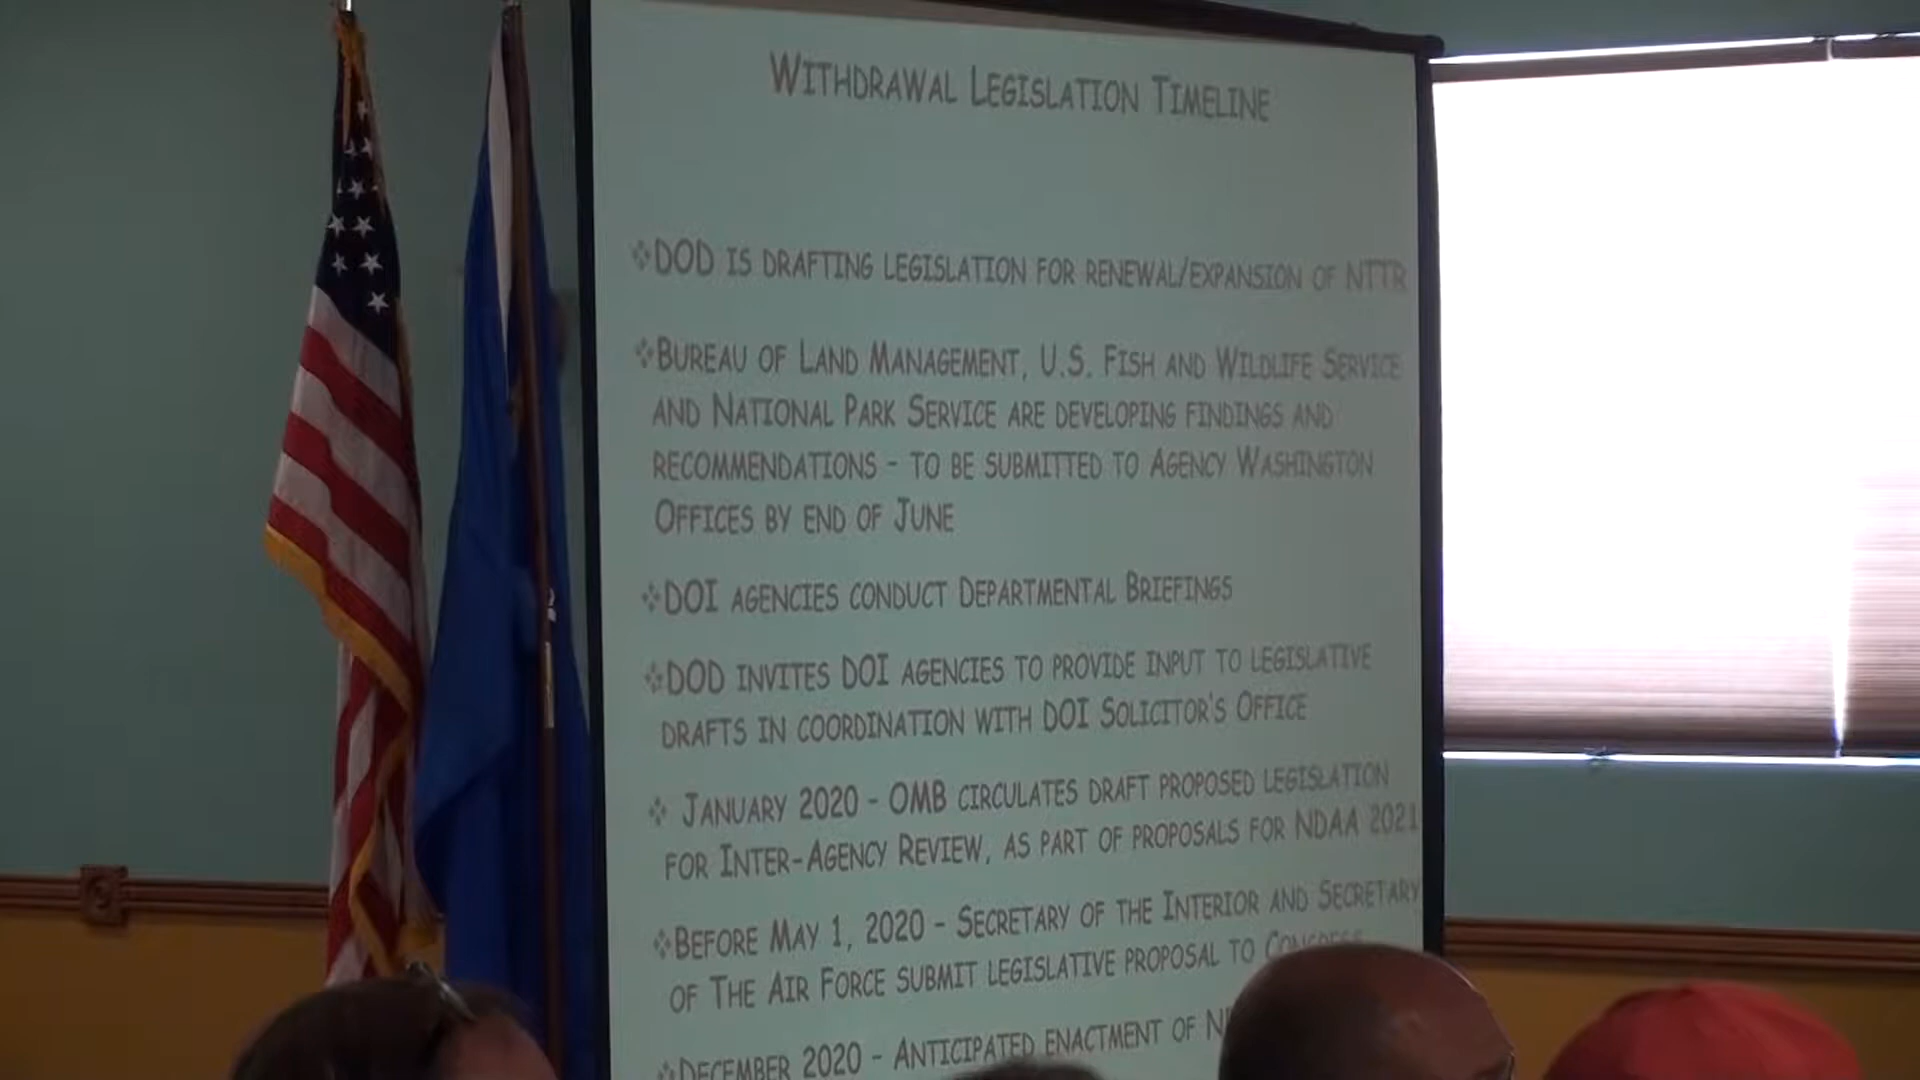 WITHDRAWAL LEGISLATION TIMELINE
DOD IS DRAFTING LEGISLATION FOR RENEWAL/EXPANSION OF NTTR
BUREAU OF LAND MANAGEMENT, U.S. FISH AND WILDLIFE SERVICE
AND NATIONAL PARK SERVICE ARE DEVELOPING FINDINGS AND
RECOMMENDATIONS - TO BE SUBMITTED TO AGENCY WASHINGTON
OFFICES BY END OF JUNE
DOI AGENCIES CONDUCT DEPARTMENTAL BRIEFINGS
DOD INVITES DOI AGENCIES TO PROVIDE INPUT TO LEGISLATIVE
DRAFTS IN COORDINATION WITH DOI SOLICITOR'S OFFICE
JANUARY 2020 - OMB CIRCULATES DRAFT PROPOSED LEGISLATION
FOR INTER-AGENCY REVIEW, AS PART OF PROPOSALS FOR NDAA 2021
BEFORE MAY 1, 2020 - SECRETARY OF THE INTERIOR AND SECRETARY
OF THE AIR FORCE SUBMIT LEGISLATIVE PROPOSAL TO CONGRESS
DECEMBER 2020 - ANTICIPATED ENACTMENT OF